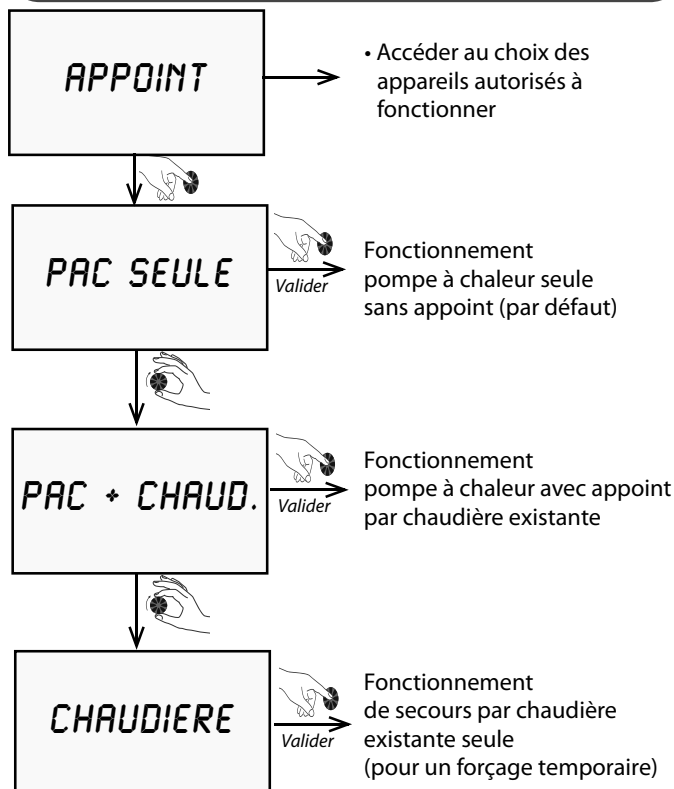 APPOINT
• Accéder au choix des
appareils autorisés à
fonctionner
PAC SEULE
Valider
Fonctionnement
pompe à chaleur seule
sans appoint (par défaut)
PAC + CHAUD.
Valider
Fonctionnement
pompe à chaleur avec appoint
par chaudière existante
CHAUDIERE
Valider
Fonctionnement
de secours par chaudière
existante seule
(pour un forçage temporaire)